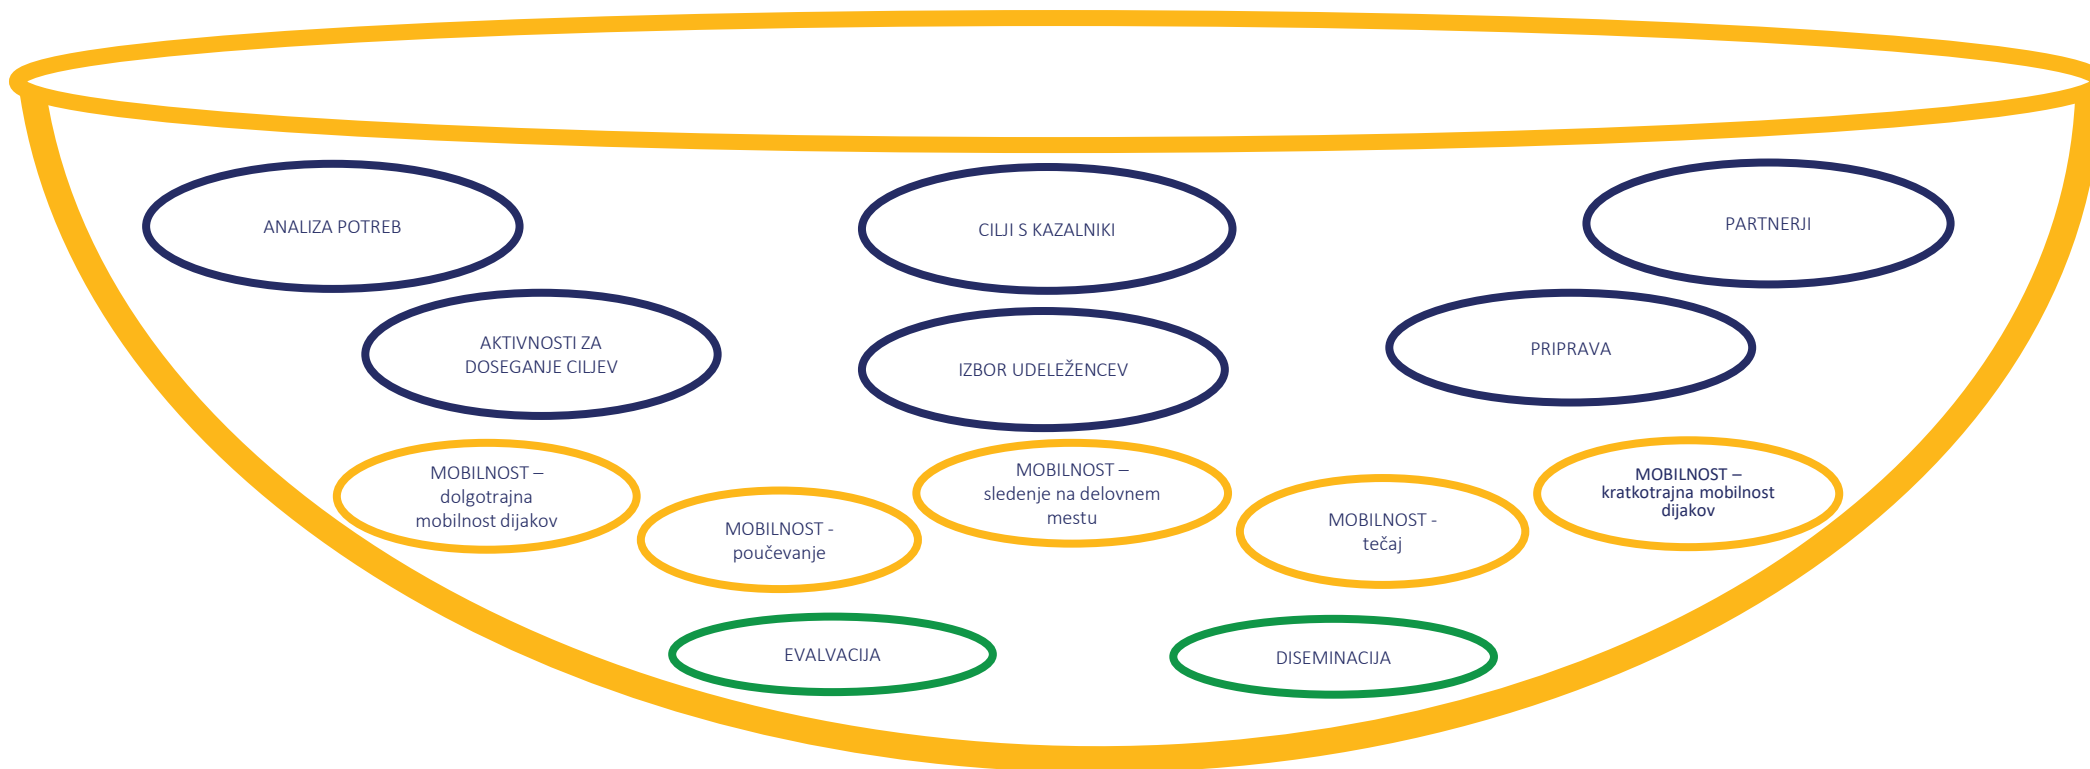 ANALIZA POTREB
CILJI S KAZALNIKI
PARTNERJI
AKTIVNOSTI ZA
DOSEGANJE CILJEV
IZBOR UDELEŽENCEV
PRIPRAVA
MOBILNOST –
dolgotrajna
mobilnost dijakov
MOBILNOST -
poučevanje
MOBILNOST –
sledenje na delovnem
mestu
MOBILNOST -
tečaj
MOBILNOST –
kratkotrajna mobilnost
dijakov
EVALVACIJA
DISEMINACIJA